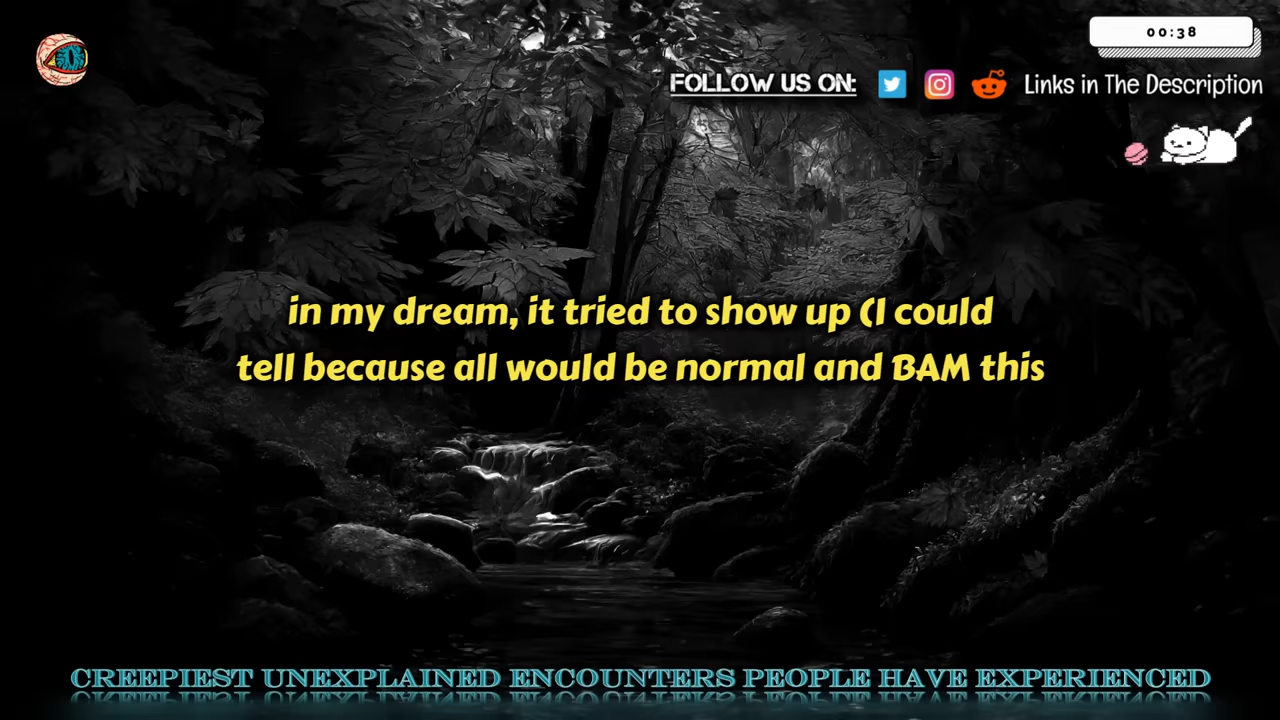 00:38
FOLLOW US ON: Links in The Description
in my dream, it tried to show up (I could
tell because all would be normal and BAM this
CREEPIEST UNEXPLAINED ENCOUNTERS PEOPLE HAVE EXPERIENCED